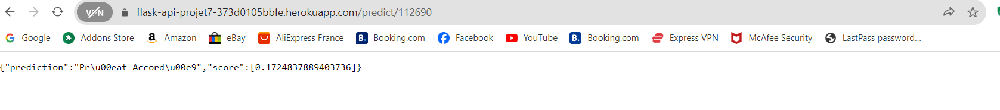 VPN flask-api-projet7-373d0105bbfe.herokuapp.com/predict/112690
G Google Addons Store a Amazon eBay AliExpress France B. Booking.com Facebook YouTube B. Booking.com Express VPN McAfee Security LastPass password...
{"prediction":"Pr\u00eat Accord\u00e9","score":[0.1724837889403736]}